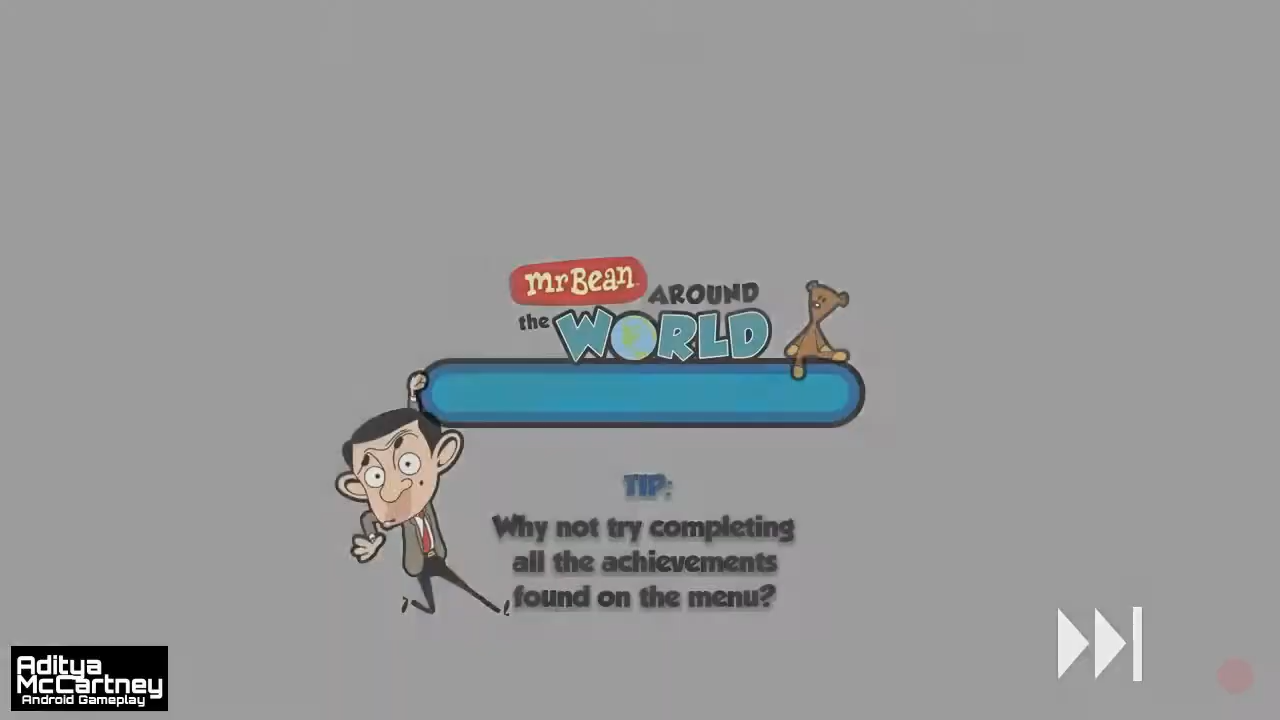 mr Bean
AROUND
the WORLD
TIP:
Why not try completing
all the achievements
found on the menu?
Aditya
McCartney
Android Gameplay